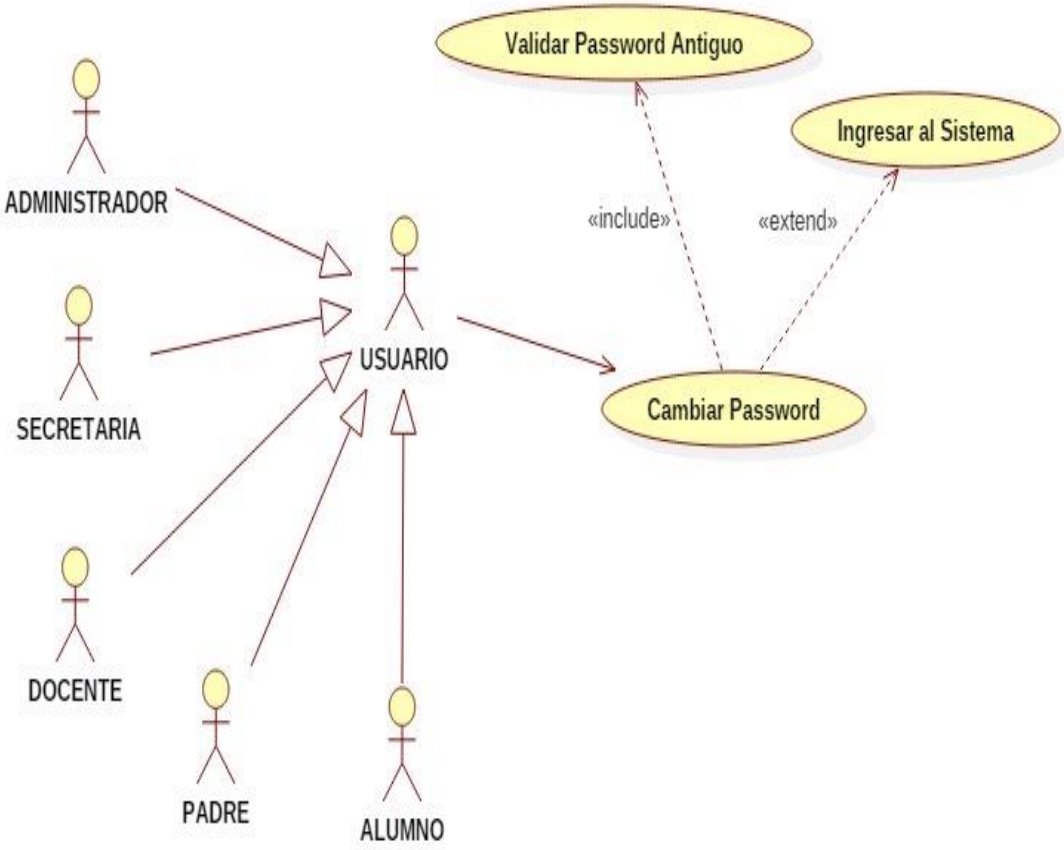 Validar Password Antiguo
Ingresar al Sistema
ADMINISTRADOR
«include»
«extend»
USUARIO
SECRETARIA
Cambiar Password
DOCENTE
PADRE
ALUMNO